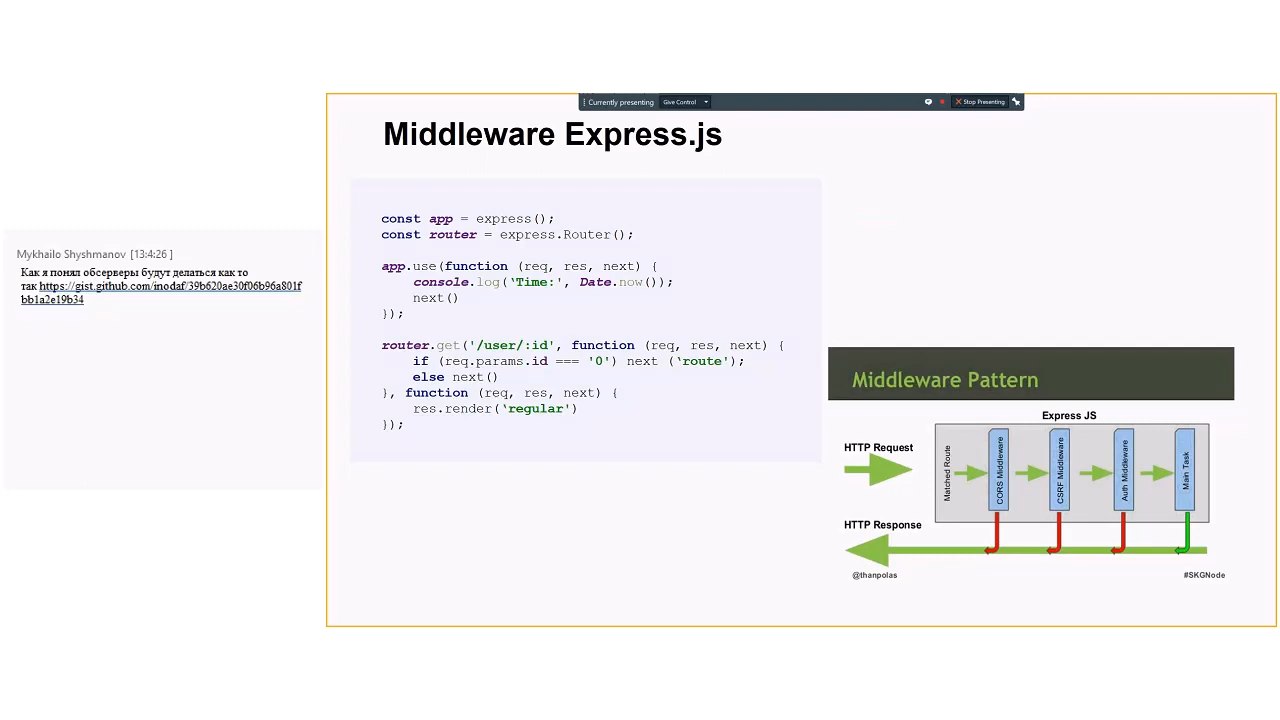 Currently presenting Give Control Stop Presenting
Middleware Express.js
Mykhailo Shyshmanov [13:4:26 ]
Как я понял обсерверы будут делаться как то
так https://gist.github.com/inodaf/39b620ae30f06b96a801f
bb1a2e19b34
const app = express();
const router = express.Router();
app.use(function (req, res, next) {
console.log(‘Time:', Date.now());
next()
});
router.get('/user/:id', function (req, res, next) {
if (req.params.id === '0') next (‘route');
else next()
}, function (req, res, next) {
res.render(‘regular')
});
Middleware Pattern
Express JS
HTTP Request
Matched Route
CORS Middleware
CSRF Middleware
Auth Middleware
Main Task
HTTP Response
@thanpolas
#SKGNode